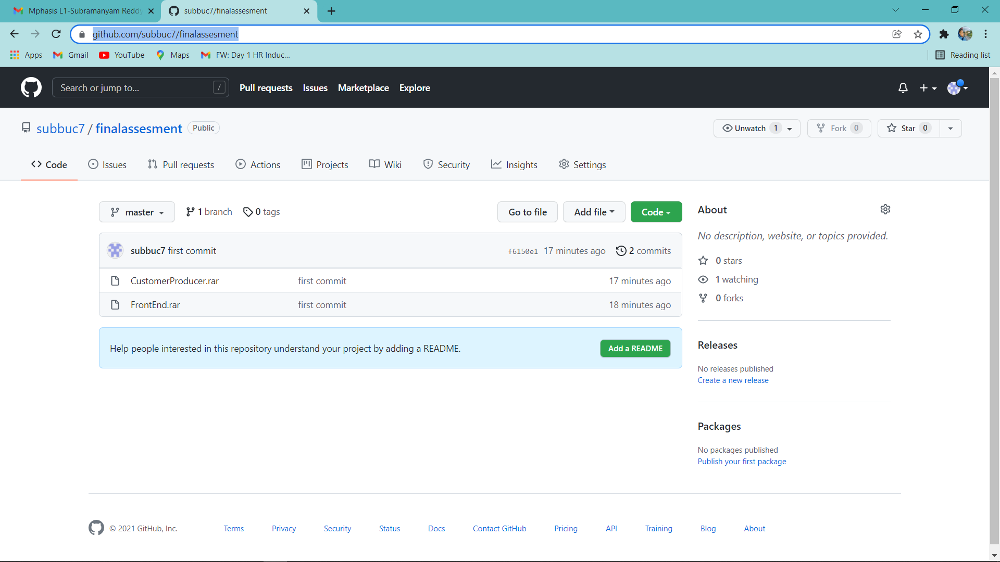 Mphasis L1-Subramanyam Reddy
subbuc7/finalassesment
github.com/subbuc7/finalassesment
Apps Gmail YouTube Maps FW: Day 1 HR Induc...
Reading list
Search or jump to... /
Pull requests Issues Marketplace Explore
subbuc7 / finalassesment Public
Unwatch 1 Fork 0 Star 0
Code Issues Pull requests Actions Projects Wiki Security Insights Settings
master 1 branch 0 tags
Go to file Add file Code
subbuc7 first commit f6150e1 17 minutes ago 2 commits
CustomerProducer.rar first commit 17 minutes ago
FrontEnd.rar first commit 18 minutes ago
Help people interested in this repository understand your project by adding a README. Add a README
About
No description, website, or topics provided.
0 stars
1 watching
0 forks
Releases
No releases published
Create a new release
Packages
No packages published
Publish your first package
© 2021 GitHub, Inc. Terms Privacy Security Status Docs Contact GitHub Pricing API Training Blog About